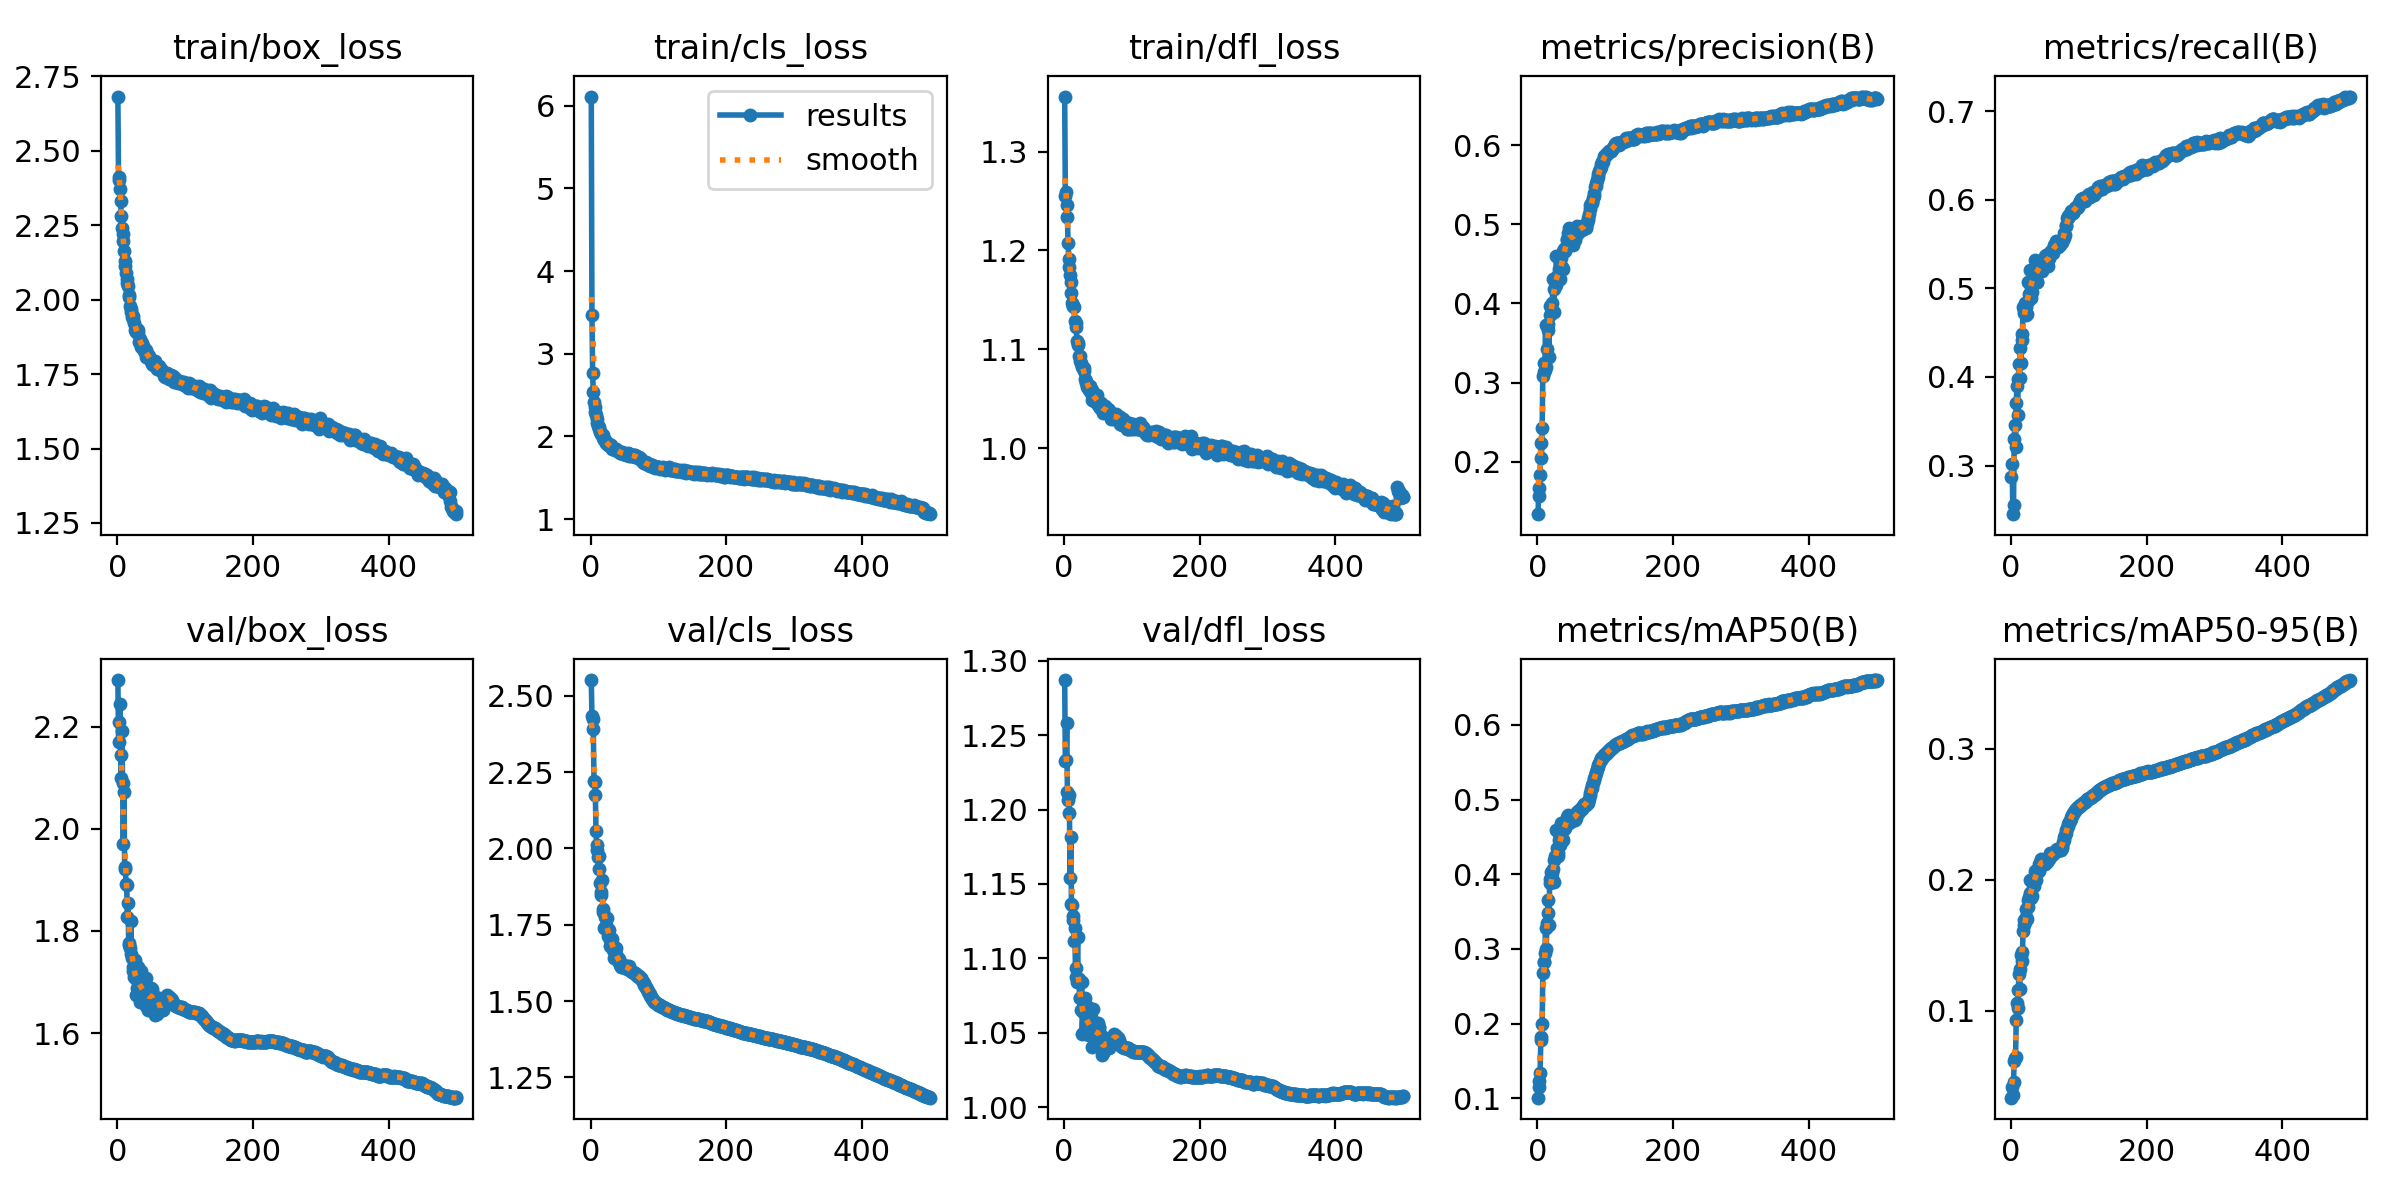 train/box_loss
2.75
2.50
2.25
2.00
1.75
1.50
1.25
0 200 400
train/cls_loss
results
smooth
6
5
4
3
2
1
0 200 400
train/dfl_loss
1.3
1.2
1.1
1.0
0 200 400
metrics/precision(B)
0.6
0.5
0.4
0.3
0.2
0 200 400
metrics/recall(B)
0.7
0.6
0.5
0.4
0.3
0 200 400
val/box_loss
2.2
2.0
1.8
1.6
0 200 400
val/cls_loss
2.50
2.25
2.00
1.75
1.50
1.25
0 200 400
val/dfl_loss
1.30
1.25
1.20
1.15
1.10
1.05
1.00
0 200 400
metrics/mAP50(B)
0.6
0.5
0.4
0.3
0.2
0.1
0 200 400
metrics/mAP50-95(B)
0.3
0.2
0.1
0 200 400